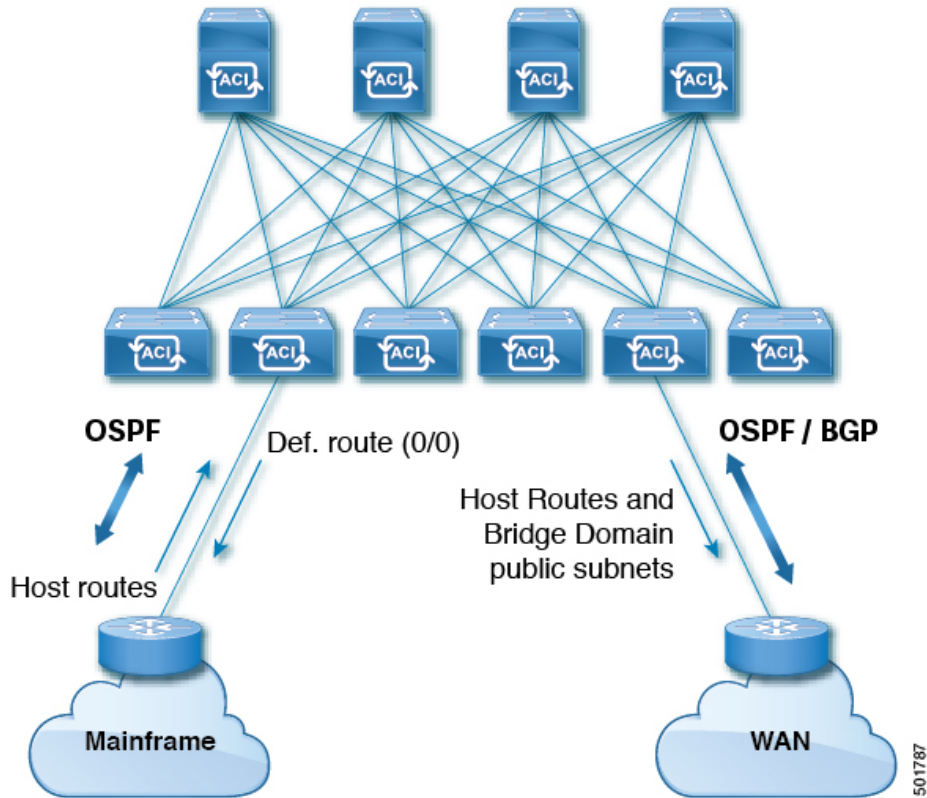 ACI ACI ACI ACI
ACI ACI ACI ACI ACI ACI
OSPF
Def. route (0/0)
OSPF / BGP
Host Routes and
Bridge Domain
public subnets
Host routes
Mainframe
WAN
501787